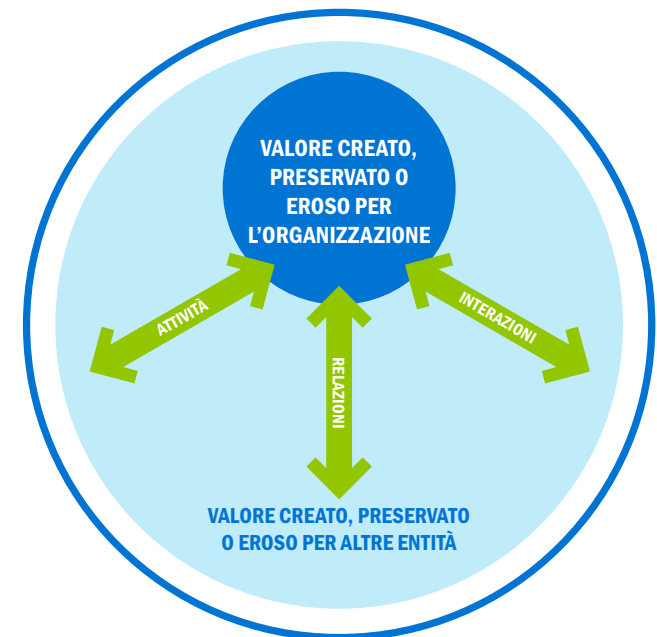 VALORE CREATO,
PRESERVATO O
EROSO PER
L'ORGANIZZAZIONE
ATTIVITÀ
RELAZIONI
INTERAZIONI
VALORE CREATO, PRESERVATO
O EROSO PER ALTRE ENTITÀ